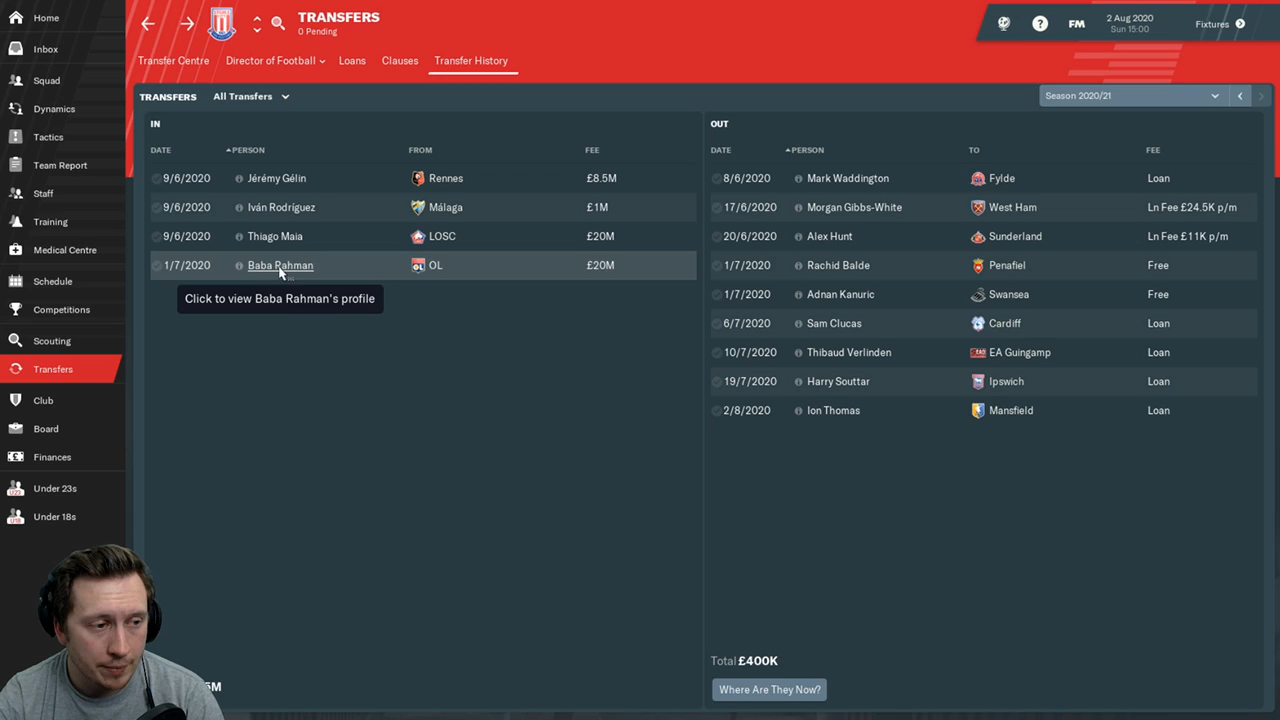 Home
Inbox
Squad
Dynamics
Tactics
Team Report
Staff
Training
Medical Centre
Schedule
Competitions
Scouting
Transfers
Club
Board
Finances
Under 23s
Under 18s
TRANSFERS
0 Pending
? FM 2 Aug 2020 Fixtures
Sun 15:00
Transfer Centre Director of Football Loans Clauses Transfer History
TRANSFERS All Transfers Season 2020/21
IN
DATE PERSON FROM FEE
9/6/2020 Jérémy Gélin Rennes £8.5M
9/6/2020 Iván Rodríguez Málaga £1M
9/6/2020 Thiago Maia LOSC £20M
1/7/2020 Baba Rahman OL £20M
Click to view Baba Rahman's profile
5M
OUT
DATE PERSON TO FEE
8/6/2020 Mark Waddington Fylde Loan
17/6/2020 Morgan Gibbs-White West Ham Ln Fee £24.5K p/m
20/6/2020 Alex Hunt Sunderland Ln Fee £11K p/m
1/7/2020 Rachid Balde Penafiel Free
1/7/2020 Adnan Kanuric Swansea Free
6/7/2020 Sam Clucas Cardiff Loan
10/7/2020 Thibaud Verlinden EA Guingamp Loan
19/7/2020 Harry Souttar Ipswich Loan
2/8/2020 Ion Thomas Mansfield Loan
Total £400K
Where Are They Now?